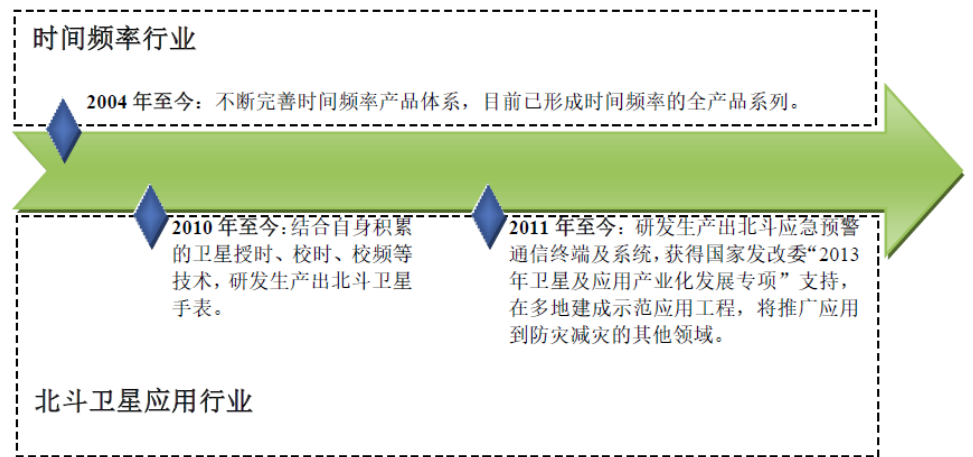 时间频率行业
2004 年至今：不断完善时间频率产品体系，目前已形成时间频率的全产品系列。
2010 年至今：结合自身积累
的卫星授时、校时、校频等
技术，研发生产出北斗卫星
手表。
2011 年至今：研发生产出北斗应急预警
通信终端及系统，获得国家发改委“2013
年卫星及应用产业化发展专项”支持，
在多地建成示范应用工程，将推广应用
到防灾减灾的其他领域。
北斗卫星应用行业